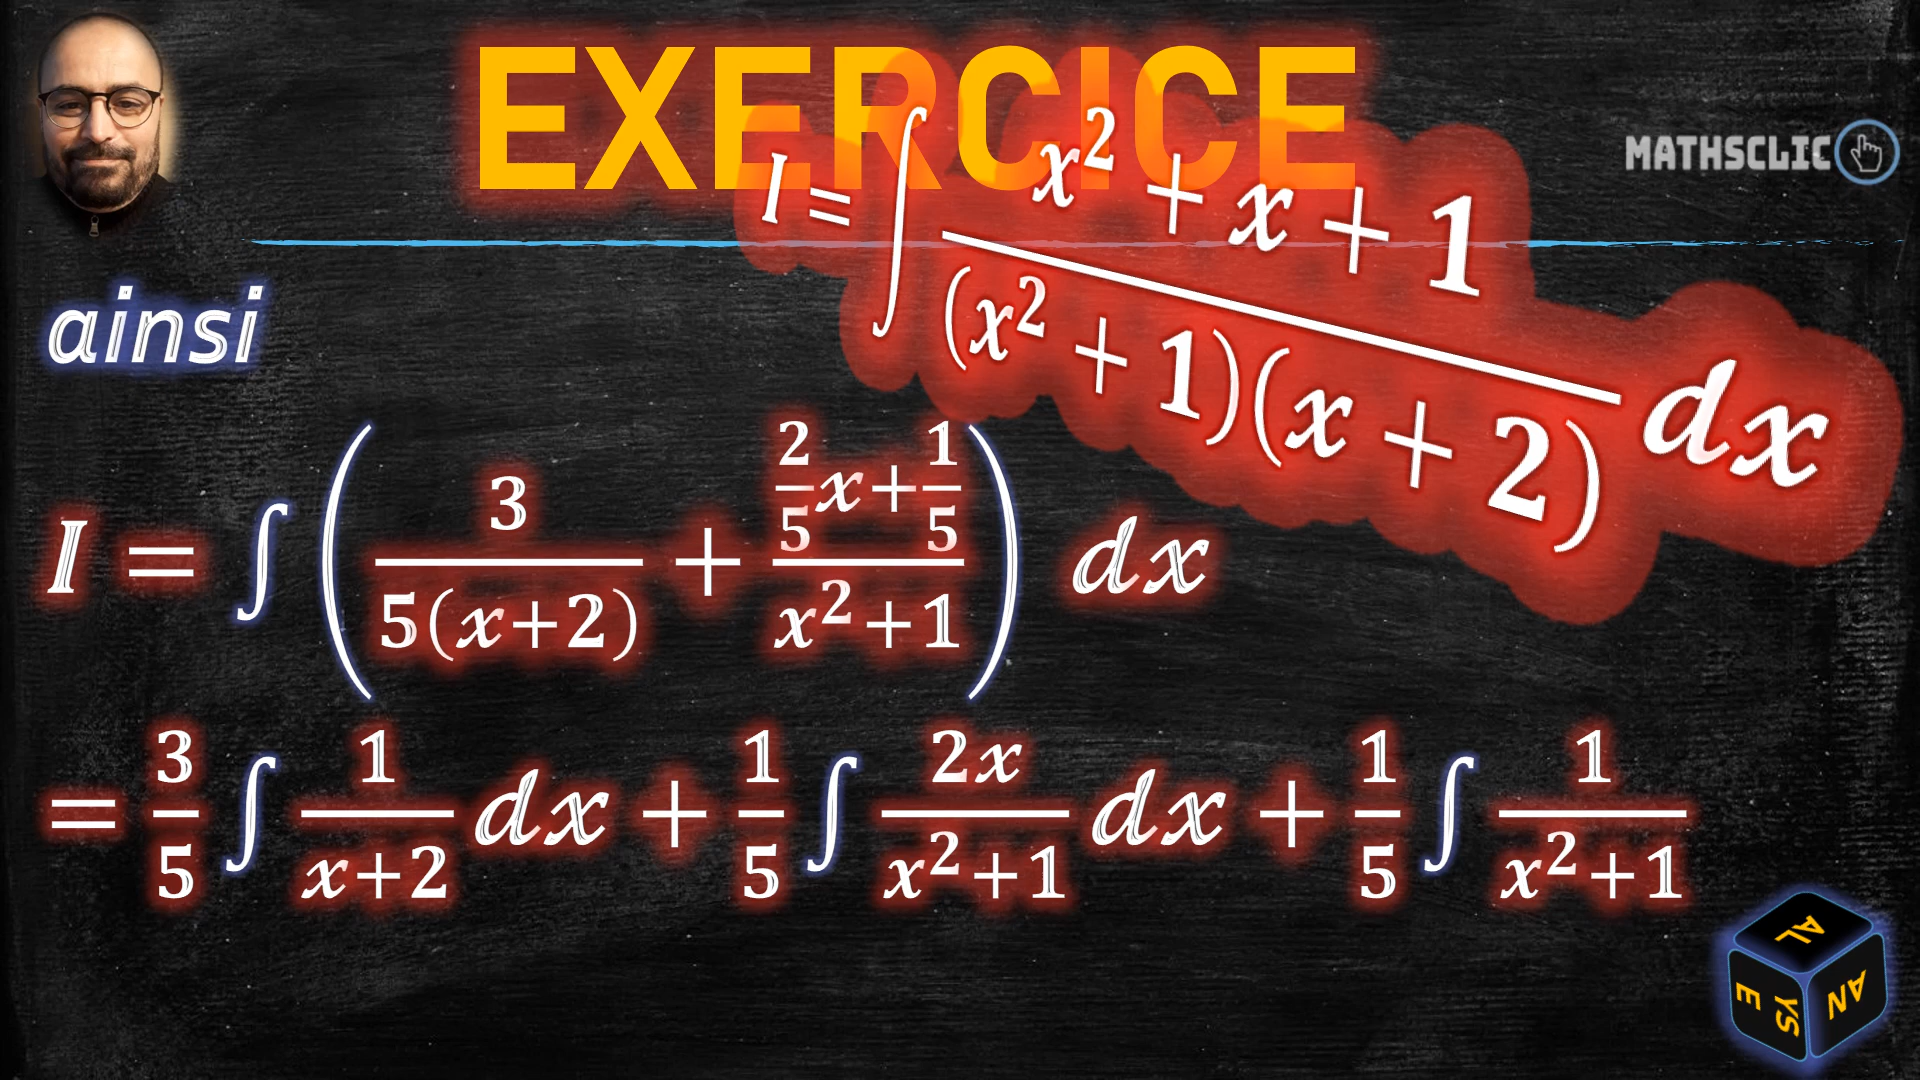 EXERCICE
MATHSCLIC
I = ∫ (x² + x + 1) / ((x² + 1)(x + 2)) dx
ainsi
I = ∫ ( 3 / (5(x+2)) + (2/5 x + 1/5) / (x²+1) ) dx
= 3/5 ∫ 1/(x+2) dx + 1/5 ∫ 2x/(x²+1) dx + 1/5 ∫ 1/(x²+1)
AL
AN
YS
E